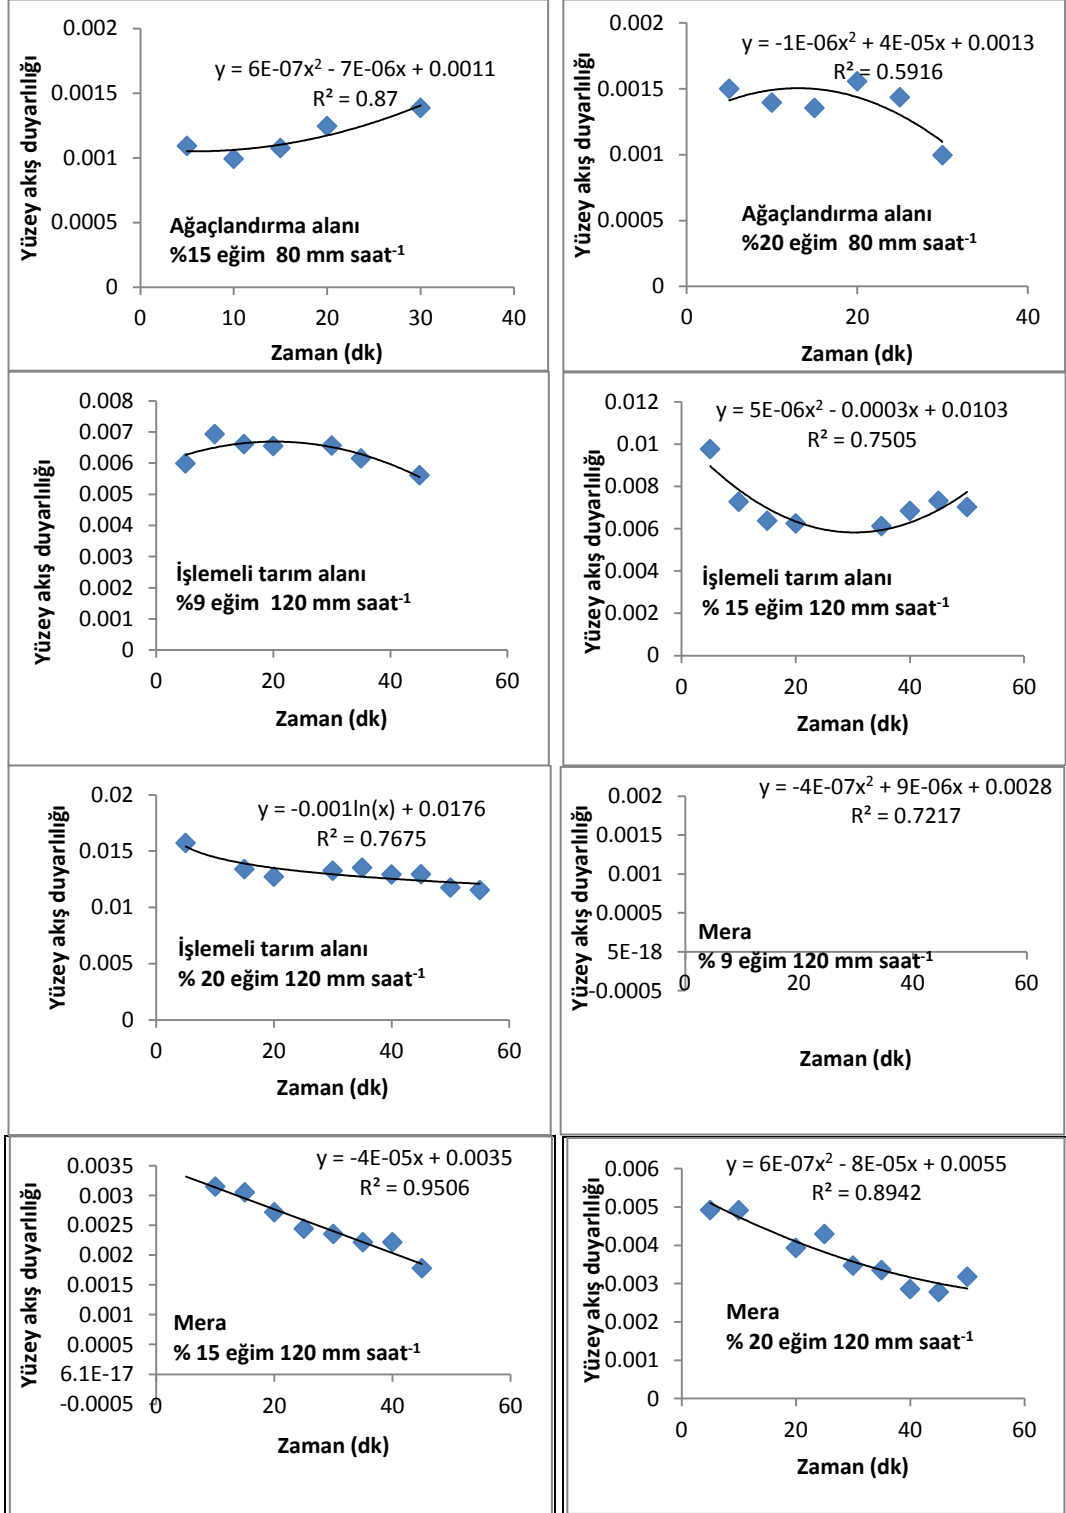 0.002
0.0015
0.001
0.0005
0
0
10
20
30
40
Yüzey akış duyarlılığı
y = 6E-07x² - 7E-06x + 0.0011
R² = 0.87
Ağaçlandırma alanı
%15 eğim 80 mm saat⁻¹
Zaman (dk)
0.002
0.0015
0.001
0.0005
0
0
20
40
Yüzey akış duyarlılığı
y = -1E-06x² + 4E-05x + 0.0013
R² = 0.5916
Ağaçlandırma alanı
%20 eğim 80 mm saat⁻¹
Zaman (dk)
0.008
0.007
0.006
0.005
0.004
0.003
0.002
0.001
0
0
20
40
60
Yüzey akış duyarlılığı
İşlemeli tarım alanı
%9 eğim 120 mm saat⁻¹
Zaman (dk)
0.012
0.01
0.008
0.006
0.004
0.002
0
0
20
40
60
Yüzey akış duyarlılığı
y = 5E-06x² - 0.0003x + 0.0103
R² = 0.7505
İşlemeli tarım alanı
% 15 eğim 120 mm saat⁻¹
Zaman (dk)
0.02
0.015
0.01
0.005
0
0
20
40
60
Yüzey akış duyarlılığı
y = -0.001ln(x) + 0.0176
R² = 0.7675
İşlemeli tarım alanı
% 20 eğim 120 mm saat⁻¹
Zaman (dk)
0.002
0.0015
0.001
0.0005
5E-18
-0.0005
0
20
40
60
Yüzey akış duyarlılığı
y = -4E-07x² + 9E-06x + 0.0028
R² = 0.7217
Mera
% 9 eğim 120 mm saat⁻¹
Zaman (dk)
0.0035
0.003
0.0025
0.002
0.0015
0.001
0.0005
6.1E-17
-0.0005
0
20
40
60
Yüzey akış duyarlılığı
y = -4E-05x + 0.0035
R² = 0.9506
Mera
% 15 eğim 120 mm saat⁻¹
Zaman (dk)
0.006
0.005
0.004
0.003
0.002
0.001
0
0
20
40
60
Yüzey akış duyarlılığı
y = 6E-07x² - 8E-05x + 0.0055
R² = 0.8942
Mera
% 20 eğim 120 mm saat⁻¹
Zaman (dk)